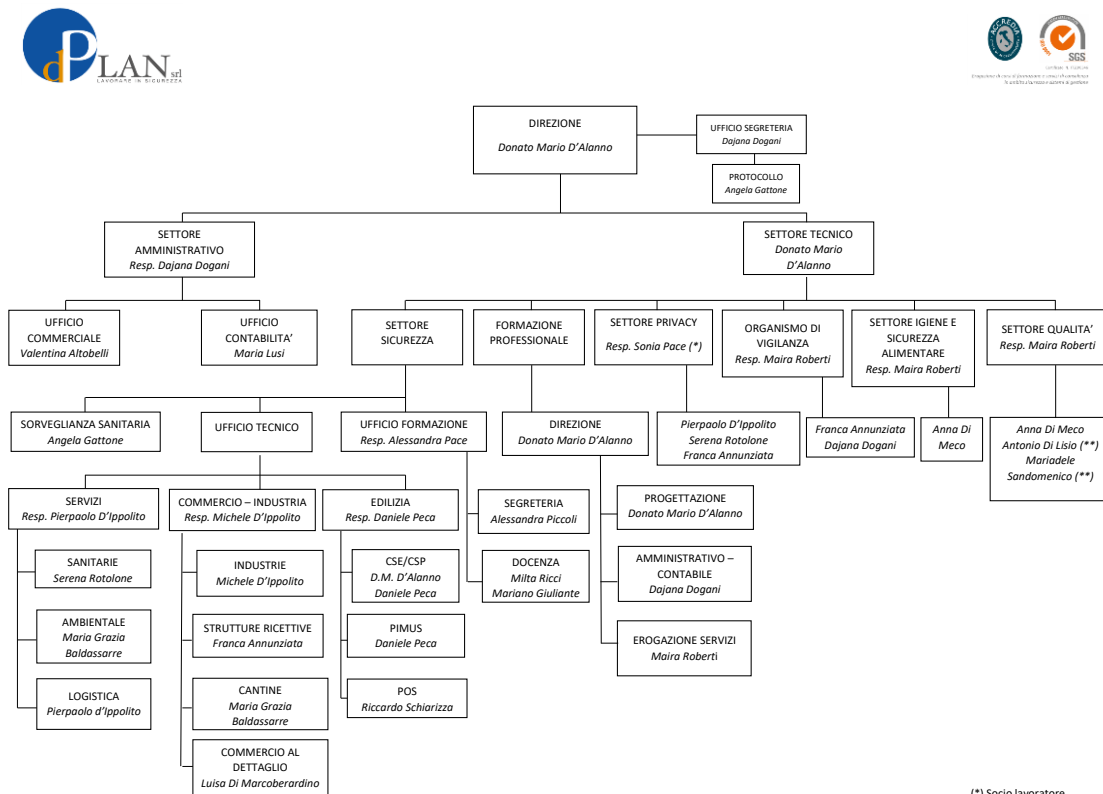 dPLAN srl
LAVORARE IN SICUREZZA
ACCREDIA
SGS
DIREZIONE
Donato Mario D’Alanno
UFFICIO SEGRETERIA
Dajana Dogani
PROTOCOLLO
Angela Gattone
SETTORE
AMMINISTRATIVO
Resp. Dajana Dogani
SETTORE TECNICO
Donato Mario
D’Alanno
UFFICIO
COMMERCIALE
Valentina Altobelli
UFFICIO
CONTABILITA’
Maria Lusi
SETTORE
SICUREZZA
FORMAZIONE
PROFESSIONALE
SETTORE PRIVACY
Resp. Sonia Pace (*)
ORGANISMO DI
VIGILANZA
Resp. Maira Roberti
SETTORE IGIENE E
SICUREZZA
ALIMENTARE
Resp. Maira Roberti
SETTORE QUALITA’
Resp. Maira Roberti
SORVEGLIANZA SANITARIA
Angela Gattone
UFFICIO TECNICO
UFFICIO FORMAZIONE
Resp. Alessandra Pace
DIREZIONE
Donato Mario D’Alanno
Pierpaolo D’Ippolito
Serena Rotolone
Franca Annunziata
Franca Annunziata
Dajana Dogani
Anna Di
Meco
Anna Di Meco
Antonio Di Lisio (**)
Mariadele
Sandomenico (**)
SERVIZI
Resp. Pierpaolo D’Ippolito
COMMERCIO – INDUSTRIA
Resp. Michele D’Ippolito
EDILIZIA
Resp. Daniele Peca
SEGRETERIA
Alessandra Piccoli
PROGETTAZIONE
Donato Mario D’Alanno
SANITARIE
Serena Rotolone
INDUSTRIE
Michele D’Ippolito
CSE/CSP
D.M. D’Alanno
Daniele Peca
DOCENZA
Milta Ricci
Mariano Giuliante
AMMINISTRATIVO –
CONTABILE
Dajana Dogani
AMBIENTALE
Maria Grazia
Baldassarre
STRUTTURE RICETTIVE
Franca Annunziata
PIMUS
Daniele Peca
EROGAZIONE SERVIZI
Maira Roberti
LOGISTICA
Pierpaolo d’Ippolito
CANTINE
Maria Grazia
Baldassarre
POS
Riccardo Schiarizza
COMMERCIO AL
DETTAGLIO
Luisa Di Marcoberardino
(*) Socio lavoratore